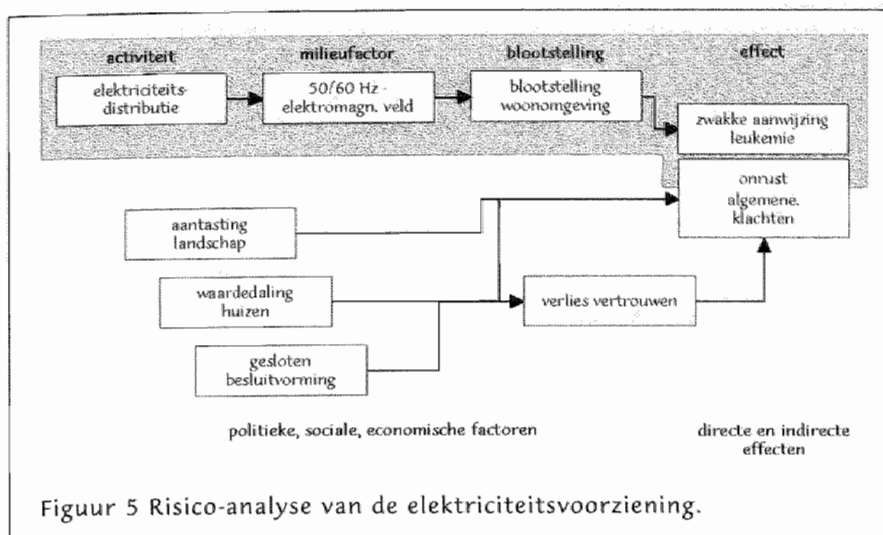 activiteit milieufactor blootstelling effect
elektriciteits-
distributie
50/60 Hz -
elektromagn. veld
blootstelling
woonomgeving
zwakke aanwijzing
leukemie
onrust
algemene.
klachten
aantasting
landschap
waardedaling
huizen
verlies vertrouwen
gesloten
besluitvorming
politieke, sociale, economische factoren
directe en indirecte
effecten
Figuur 5 Risico-analyse van de elektriciteitsvoorziening.